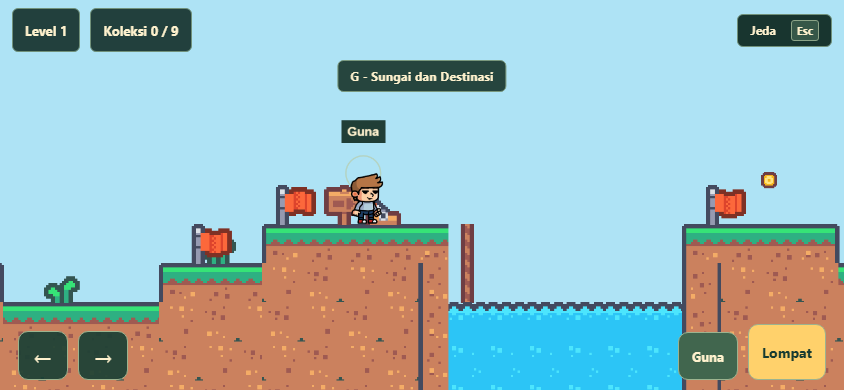 Level 1
Koleksi 0 / 9
Jeda Esc
G - Sungai dan Destinasi
Guna
←
→
Guna
Lompat